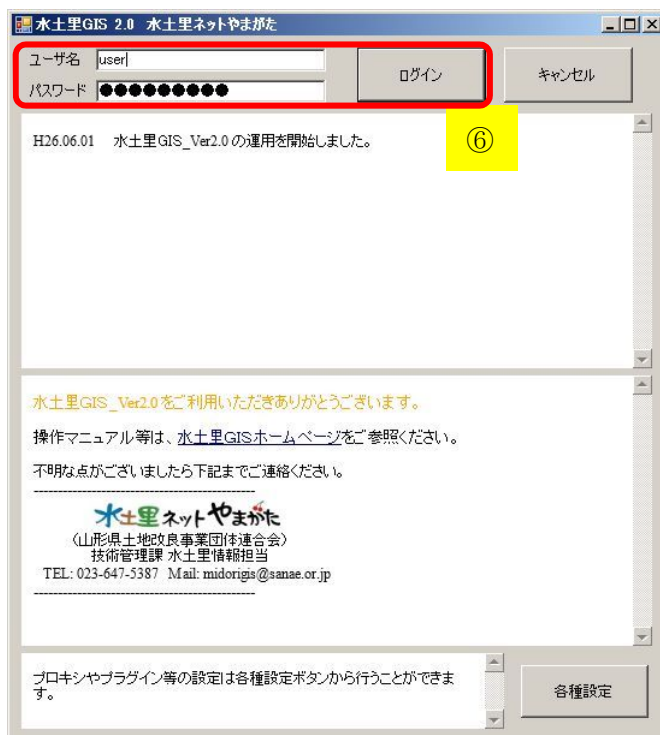 水土里GIS 2.0 水土里ネットやまがた
ユーザ名 user
パスワード ●●●●●●●●●
ログイン
キャンセル
⑥
H26.06.01 水土里GIS_Ver2.0 の運用を開始しました。
水土里GIS_Ver2.0をご利用いただきありがとうございます。
操作マニュアル等は、水土里GISホームページをご参照ください。
不明な点がございましたら下記までご連絡ください。
----------------------------------------------
水土里ネットやまがた
（山形県土地改良事業団体連合会）
技術管理課 水土里情報担当
TEL: 023-647-5387 Mail: midorigis@sanae.or.jp
----------------------------------------------
プロキシやプラグイン等の設定は各種設定ボタンから行うことができま
す。
各種設定